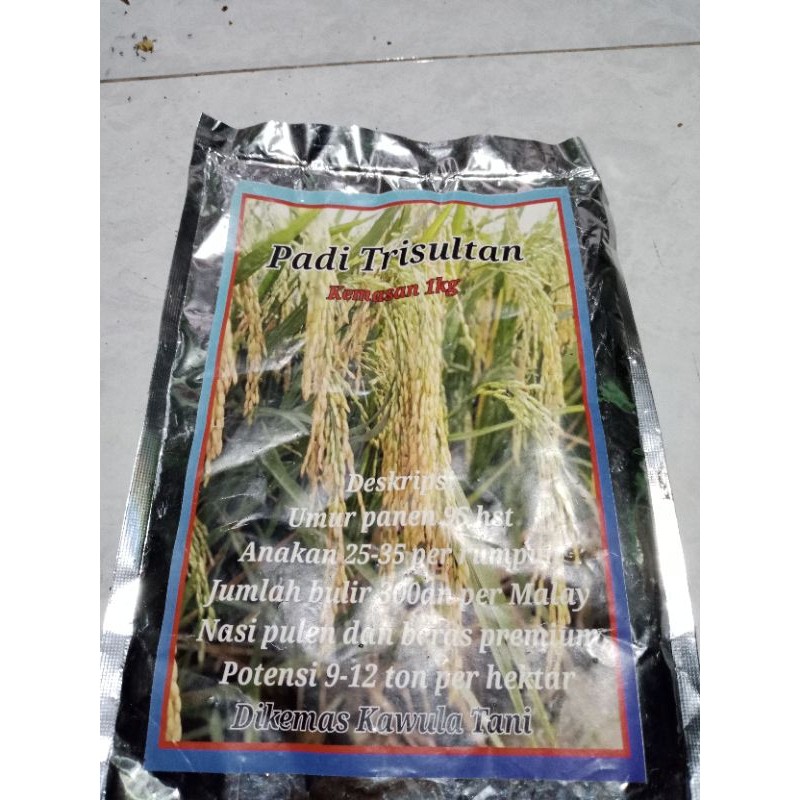 Padi Trisultan
Kemasan 1kg
Deskripsi
Umur panen 95 hst
Anakan 25-35 per rumpun
Jumlah bulir 300an per Malay
Nasi pulen dan beras premium
Potensi 9-12 ton per hektar
Dikemas Kawula Tani